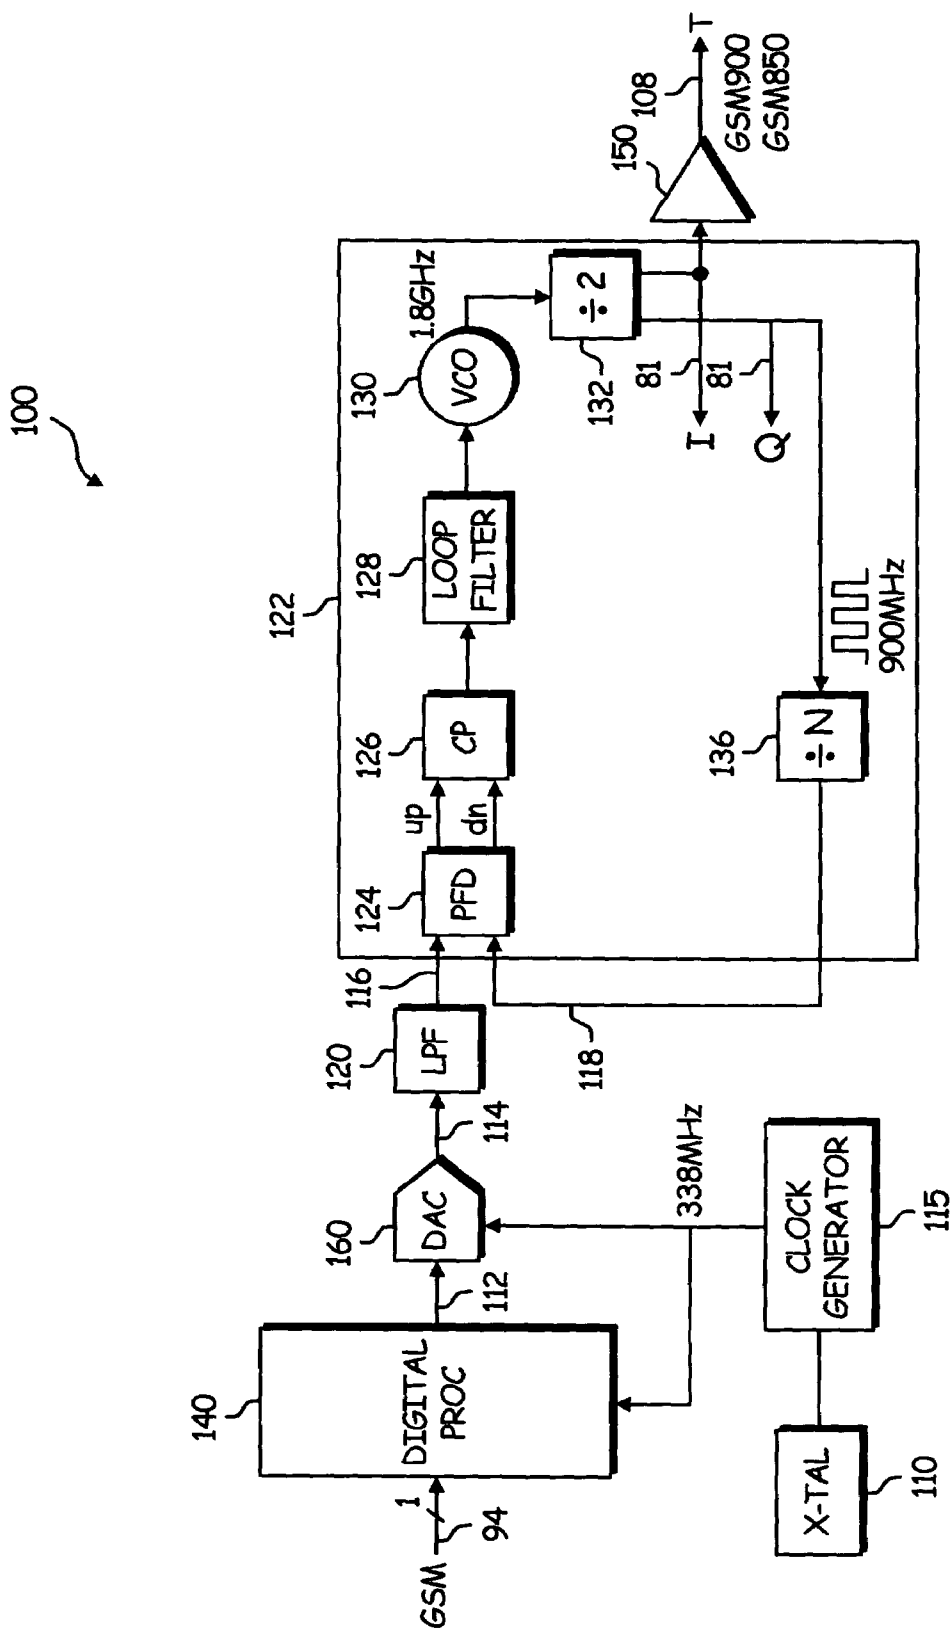 100
122
GSM
1
94
140
DIGITAL
PROC
112
160
DAC
114
120
LPF
116
124
PFD
up
dn
126
CP
128
LOOP
FILTER
130
VCO
1.8GHz
÷2
132
81
81
I
Q
150
108
T
GSM900
GSM850
118
136
÷N
900MHz
338MHz
X-TAL
110
CLOCK
GENERATOR
115